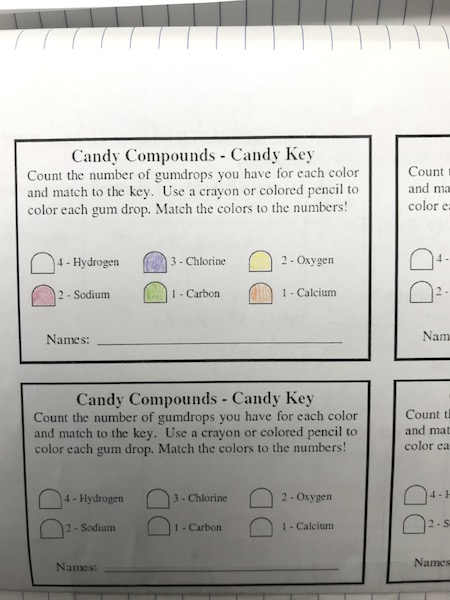 Candy Compounds - Candy Key
Count the number of gumdrops you have for each color
and match to the key. Use a crayon or colored pencil to
color each gum drop. Match the colors to the numbers!
4 - Hydrogen 3 - Chlorine 2 - Oxygen
2 - Sodium 1 - Carbon 1 - Calcium
Names:
Count
and ma
color e
4 -
2 -
Nam
Candy Compounds - Candy Key
Count the number of gumdrops you have for each color
and match to the key. Use a crayon or colored pencil to
color each gum drop. Match the colors to the numbers!
4 - Hydrogen 3 - Chlorine 2 - Oxygen
2 - Sodium 1 - Carbon 1 - Calcium
Names:
Count th
and mat
color ea
4 - H
2 - S
Names